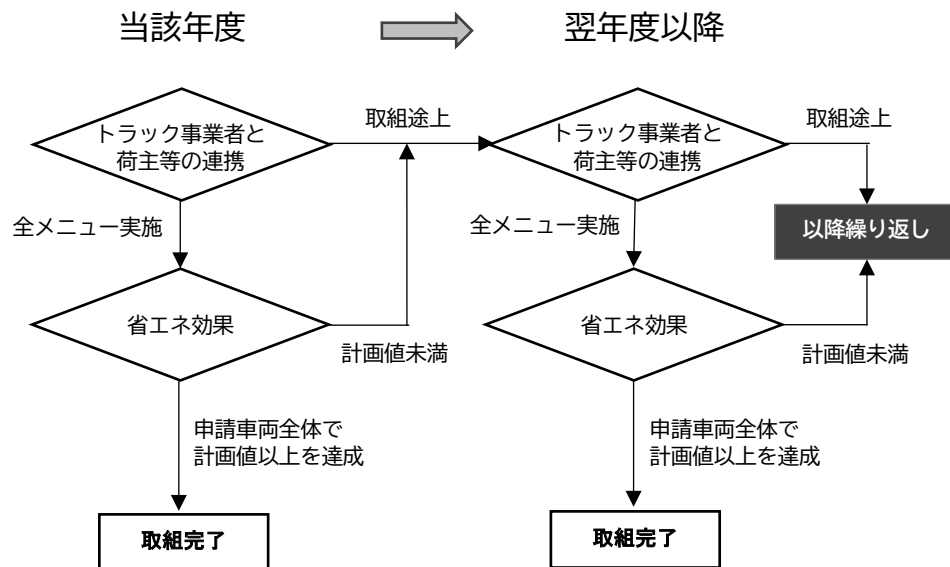 当該年度
翌年度以降
トラック事業者と
荷主等の連携
取組途上
全メニュー実施
省エネ効果
計画値未満
申請車両全体で
計画値以上を達成
取組完了
トラック事業者と
荷主等の連携
取組途上
以降繰り返し
全メニュー実施
省エネ効果
計画値未満
申請車両全体で
計画値以上を達成
取組完了